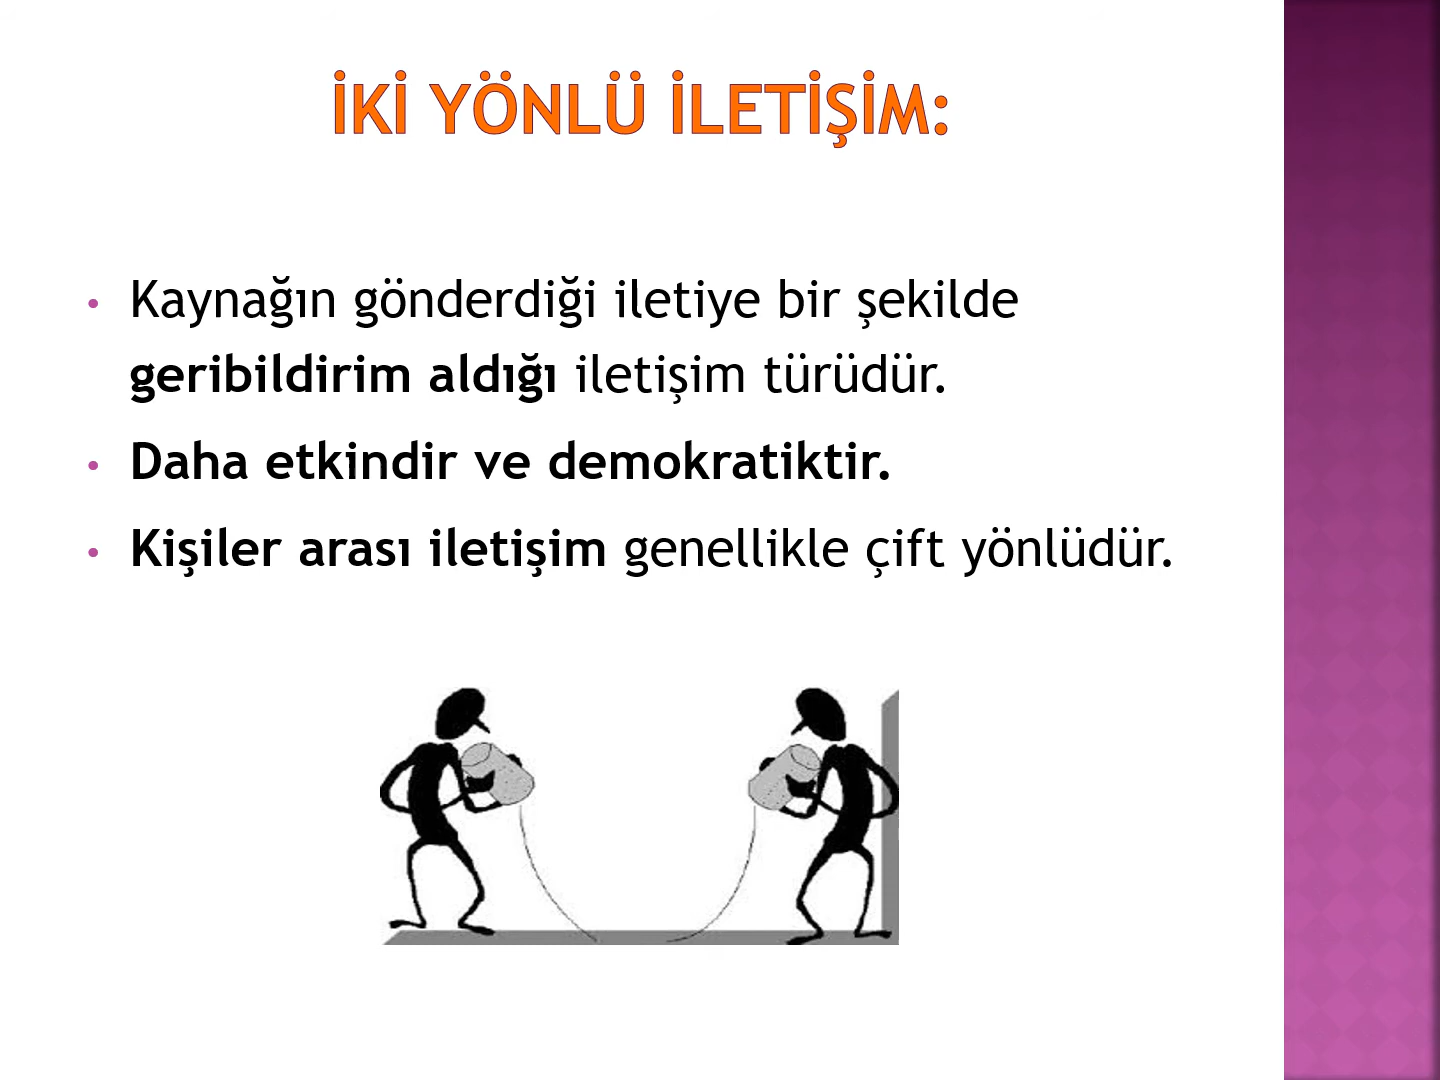 İKİ YÖNLÜ İLETİŞİM:
• Kaynağın gönderdiği iletiye bir şekilde
geribildirim aldığı iletişim türüdür.
• Daha etkindir ve demokratiktir.
• Kişiler arası iletişim genellikle çift yönlüdür.